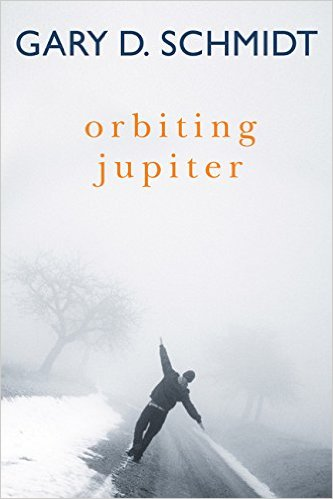 GARY D. SCHMIDT
orbiting
jupiter